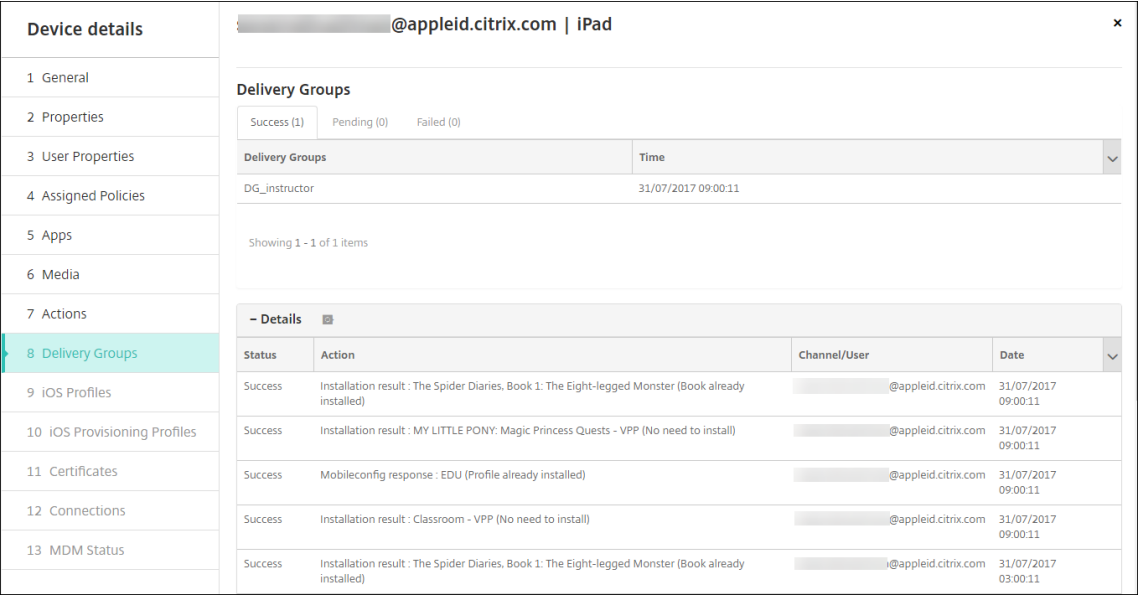 Device details
1 General
2 Properties
3 User Properties
4 Assigned Policies
5 Apps
6 Media
7 Actions
8 Delivery Groups
9 iOS Profiles
10 iOS Provisioning Profiles
11 Certificates
12 Connections
13 MDM Status
@appleid.citrix.com | iPad
Delivery Groups
Success (1) Pending (0) Failed (0)
Delivery Groups Time
DG_instructor 31/07/2017 09:00:11
Showing 1 - 1 of 1 items
– Details
Status Action Channel/User Date
Success Installation result : The Spider Diaries, Book 1: The Eight-legged Monster (Book already @appleid.citrix.com 31/07/2017
installed) 09:00:11
Success Installation result : MY LITTLE PONY: Magic Princess Quests - VPP (No need to install) @appleid.citrix.com 31/07/2017
09:00:11
Success Mobileconfig response : EDU (Profile already installed) @appleid.citrix.com 31/07/2017
09:00:11
Success Installation result : Classroom - VPP (No need to install) @appleid.citrix.com 31/07/2017
09:00:11
Success Installation result : The Spider Diaries, Book 1: The Eight-legged Monster (Book already @appleid.citrix.com 31/07/2017
installed) 03:00:11